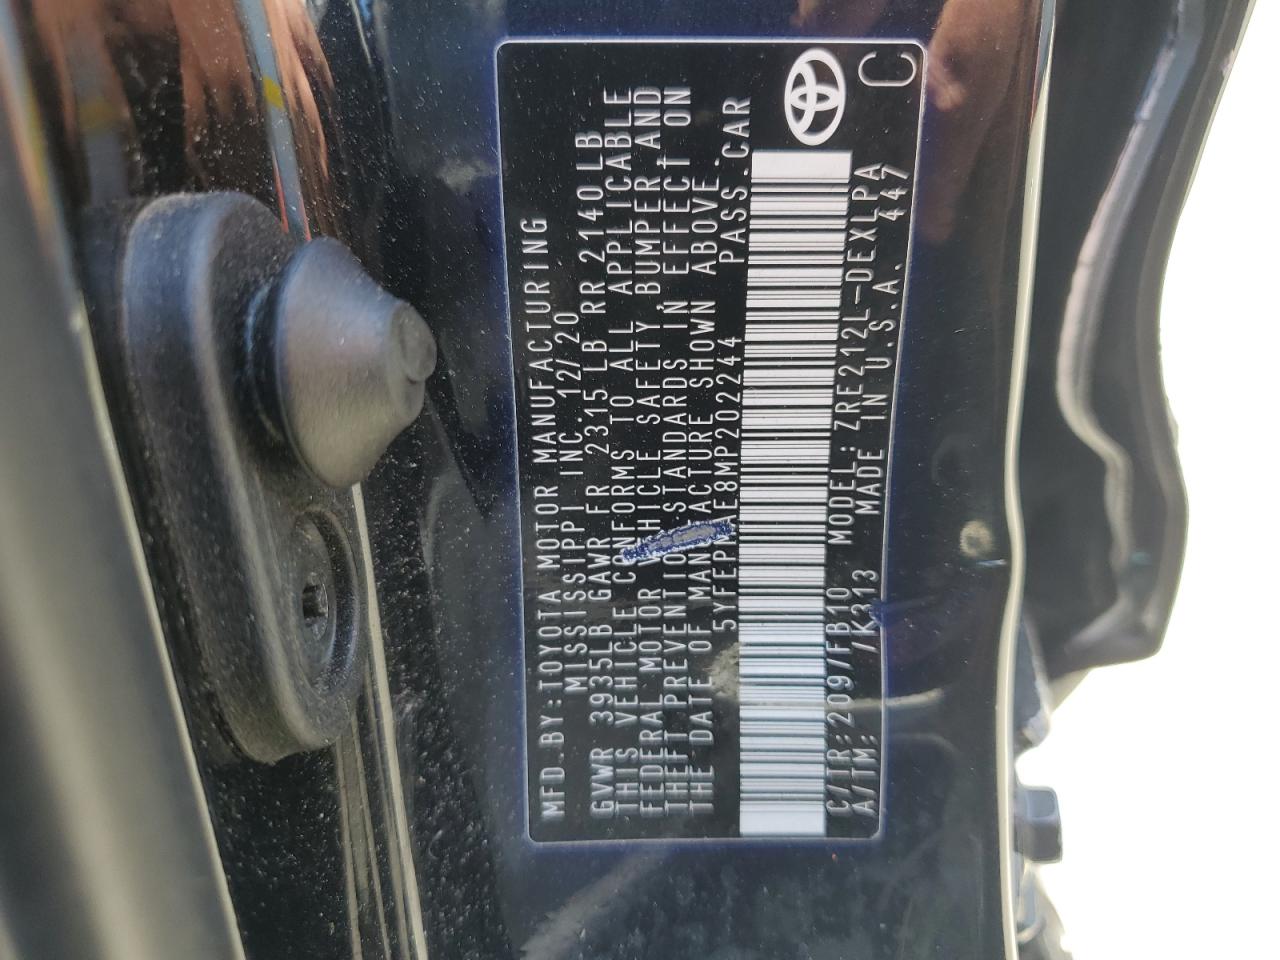 MFD.BY:TOYOTA MOTOR MANUFACTURING
MISSISSIPPI INC. 12/20
GVWR 3935LB GAWR FR 2315LB RR 2140LB
THIS VEHICLE CONFORMS TO ALL APPLICABLE
FEDERAL MOTOR VEHICLE SAFETY BUMPER AND
THEFT PREVENTION STANDARDS IN EFFECT ON
THE DATE OF MANUFACTURE SHOWN ABOVE.
PASS.CAR
C/TR:2097/FB10 MODEL:ZRE212L-DEXLPA
A/TM: /K313 MADE IN U.S.A. 447
C